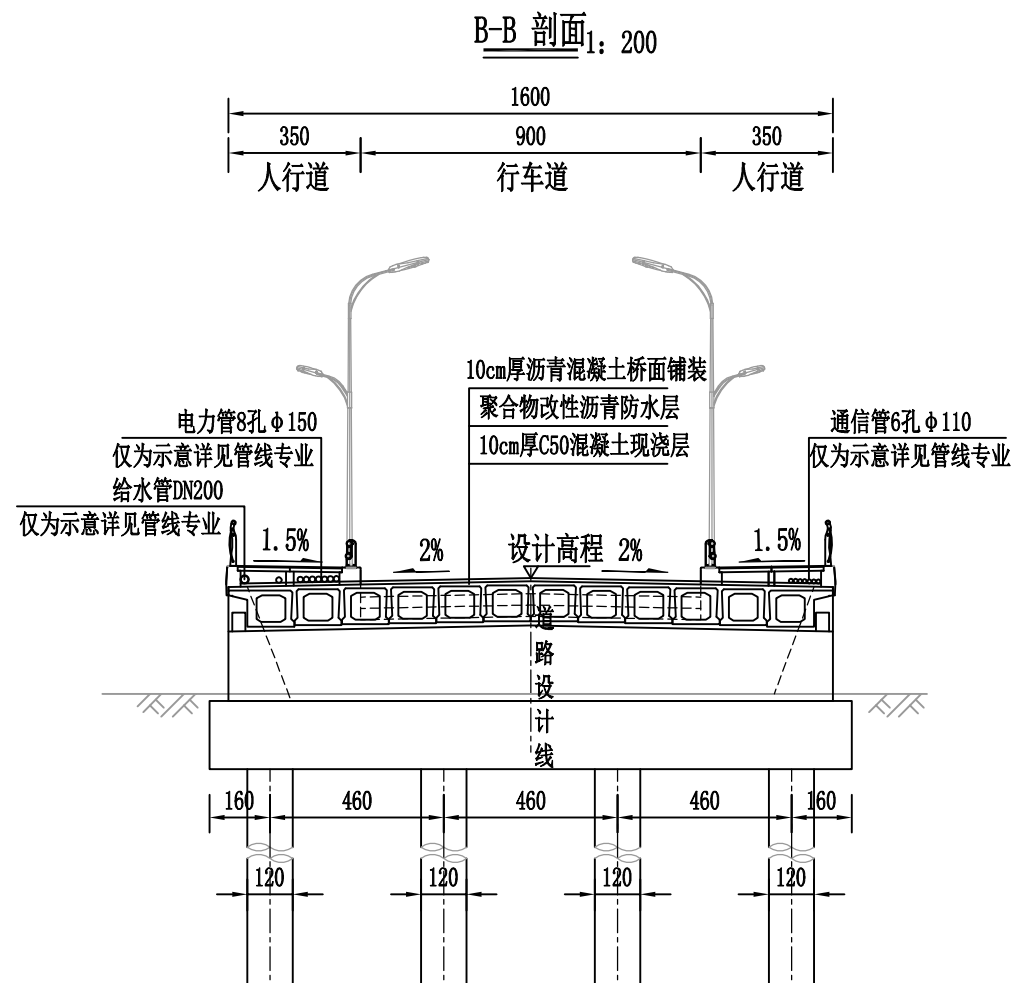 B-B 剖面1: 200
1600
350 900 350
人行道 行车道 人行道
10cm厚沥青混凝土桥面铺装
聚合物改性沥青防水层
10cm厚C50混凝土现浇层
电力管8孔φ150
仅为示意详见管线专业
给水管DN200
仅为示意详见管线专业
通信管6孔φ110
仅为示意详见管线专业
1.5% 2% 设计高程 2% 1.5%
道路设计线
160 460 460 460 160
120 120 120 120